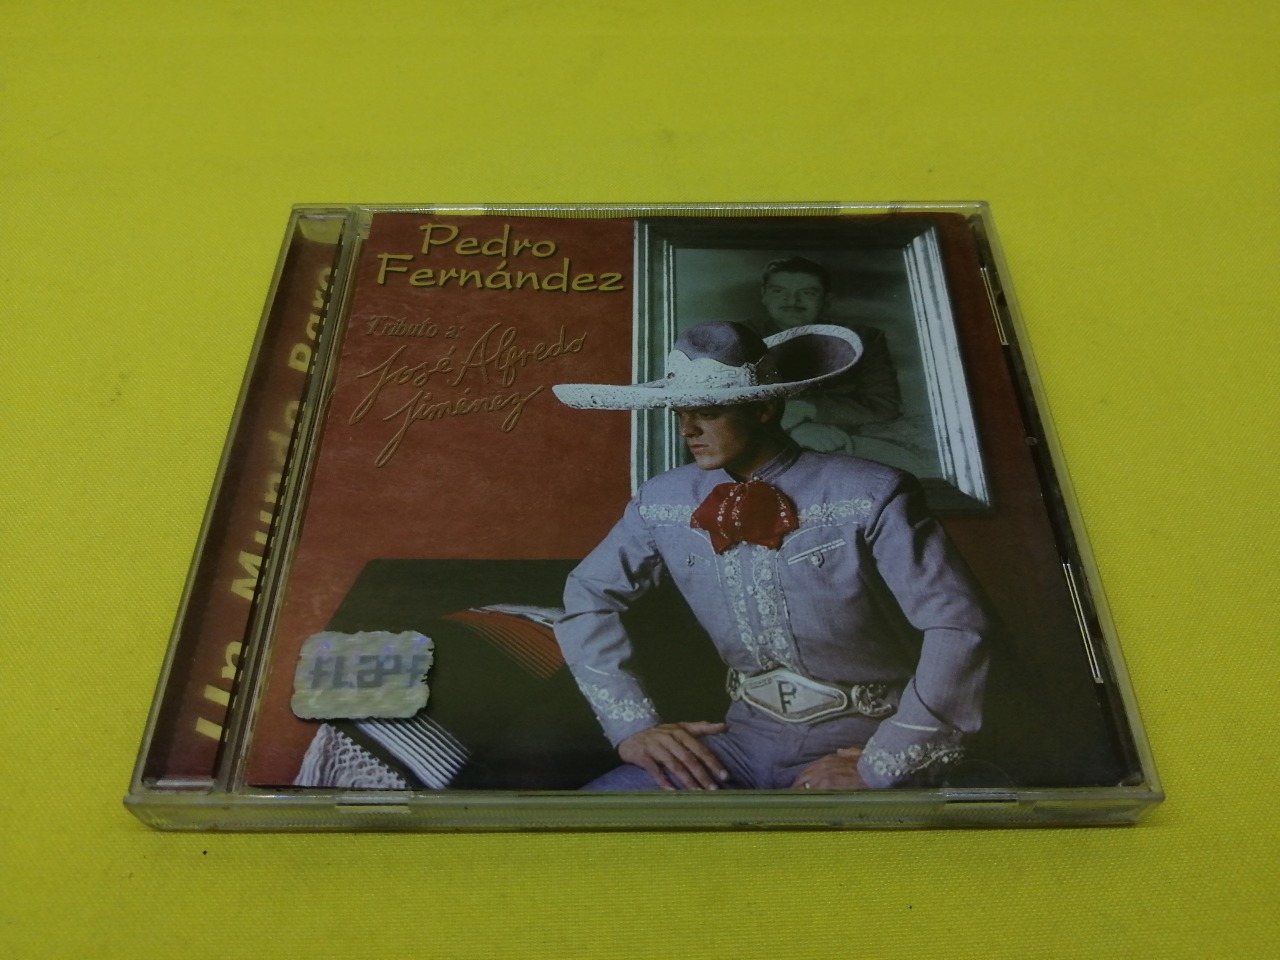 Pedro
Fernández
Tributo a:
José Alfredo
Jiménez
Un Mundo Raro
PF